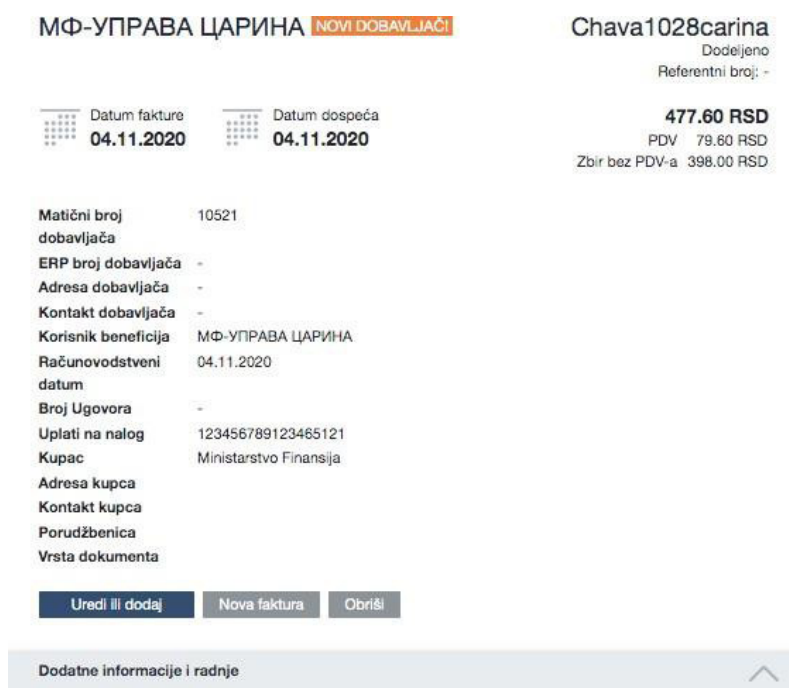 МФ-УПРАВА ЦАРИНА NOVI DOBAVLJAČ!
Chava1028carina
Dodeljeno
Referentni broj: -
Datum fakture
04.11.2020
Datum dospeća
04.11.2020
477.60 RSD
PDV 79.60 RSD
Zbir bez PDV-a 398.00 RSD
Matični broj
dobavljača
10521
ERP broj dobavljača -
Adresa dobavljača -
Kontakt dobavljača -
Korisnik beneficija МФ-УПРАВА ЦАРИНА
Računovodstveni
datum
04.11.2020
Broj Ugovora -
Uplati na nalog 123456789123465121
Kupac Ministarstvo Finansija
Adresa kupca
Kontakt kupca
Porudžbenica
Vrsta dokumenta
Uredi ili dodaj Nova faktura Obriši
Dodatne informacije i radnje